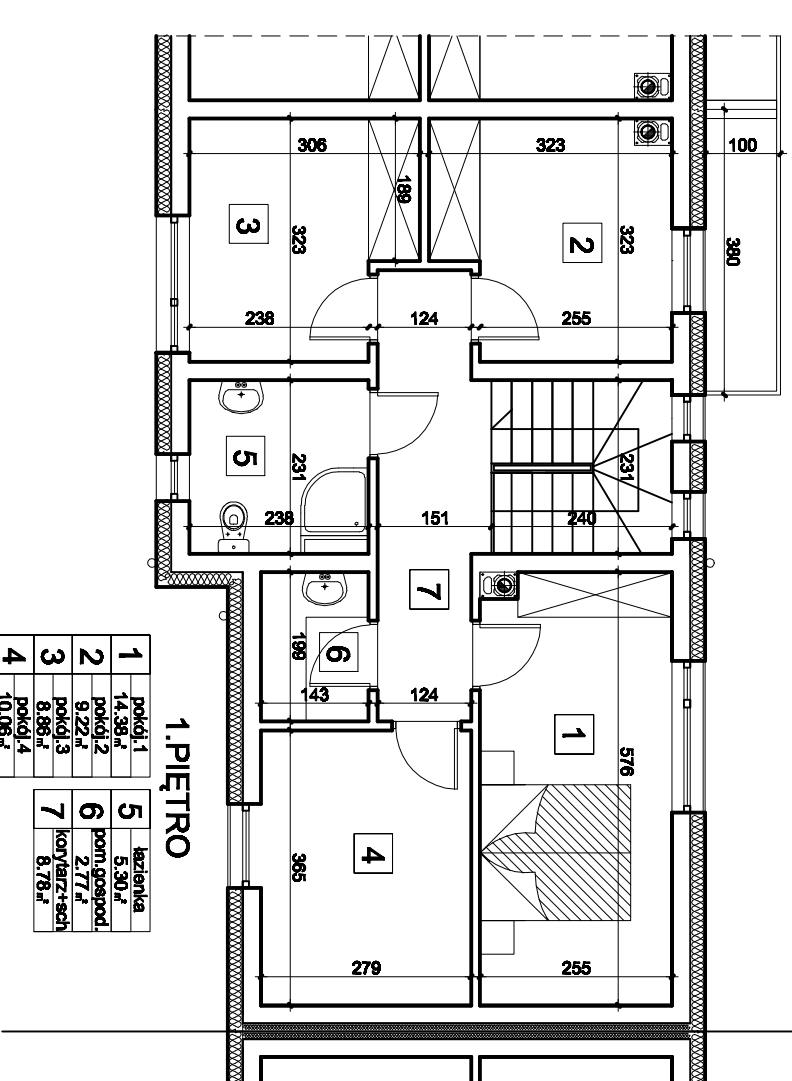 100
306
323
189
380
3
323
2
323
238
124
255
5
231
231
238
151
240
7
6
199
143
124
1
576
4
365
279
255
1.PIĘTRO
1 pokój.1
14.38m²
2 pokój.2
9.22m²
3 pokój.3
8.86m²
4 pokój.4
10.06m²
5 łazienka
5.30m²
6 pom.gospod.
2.77m²
7 korytarz+sch
8.78m²